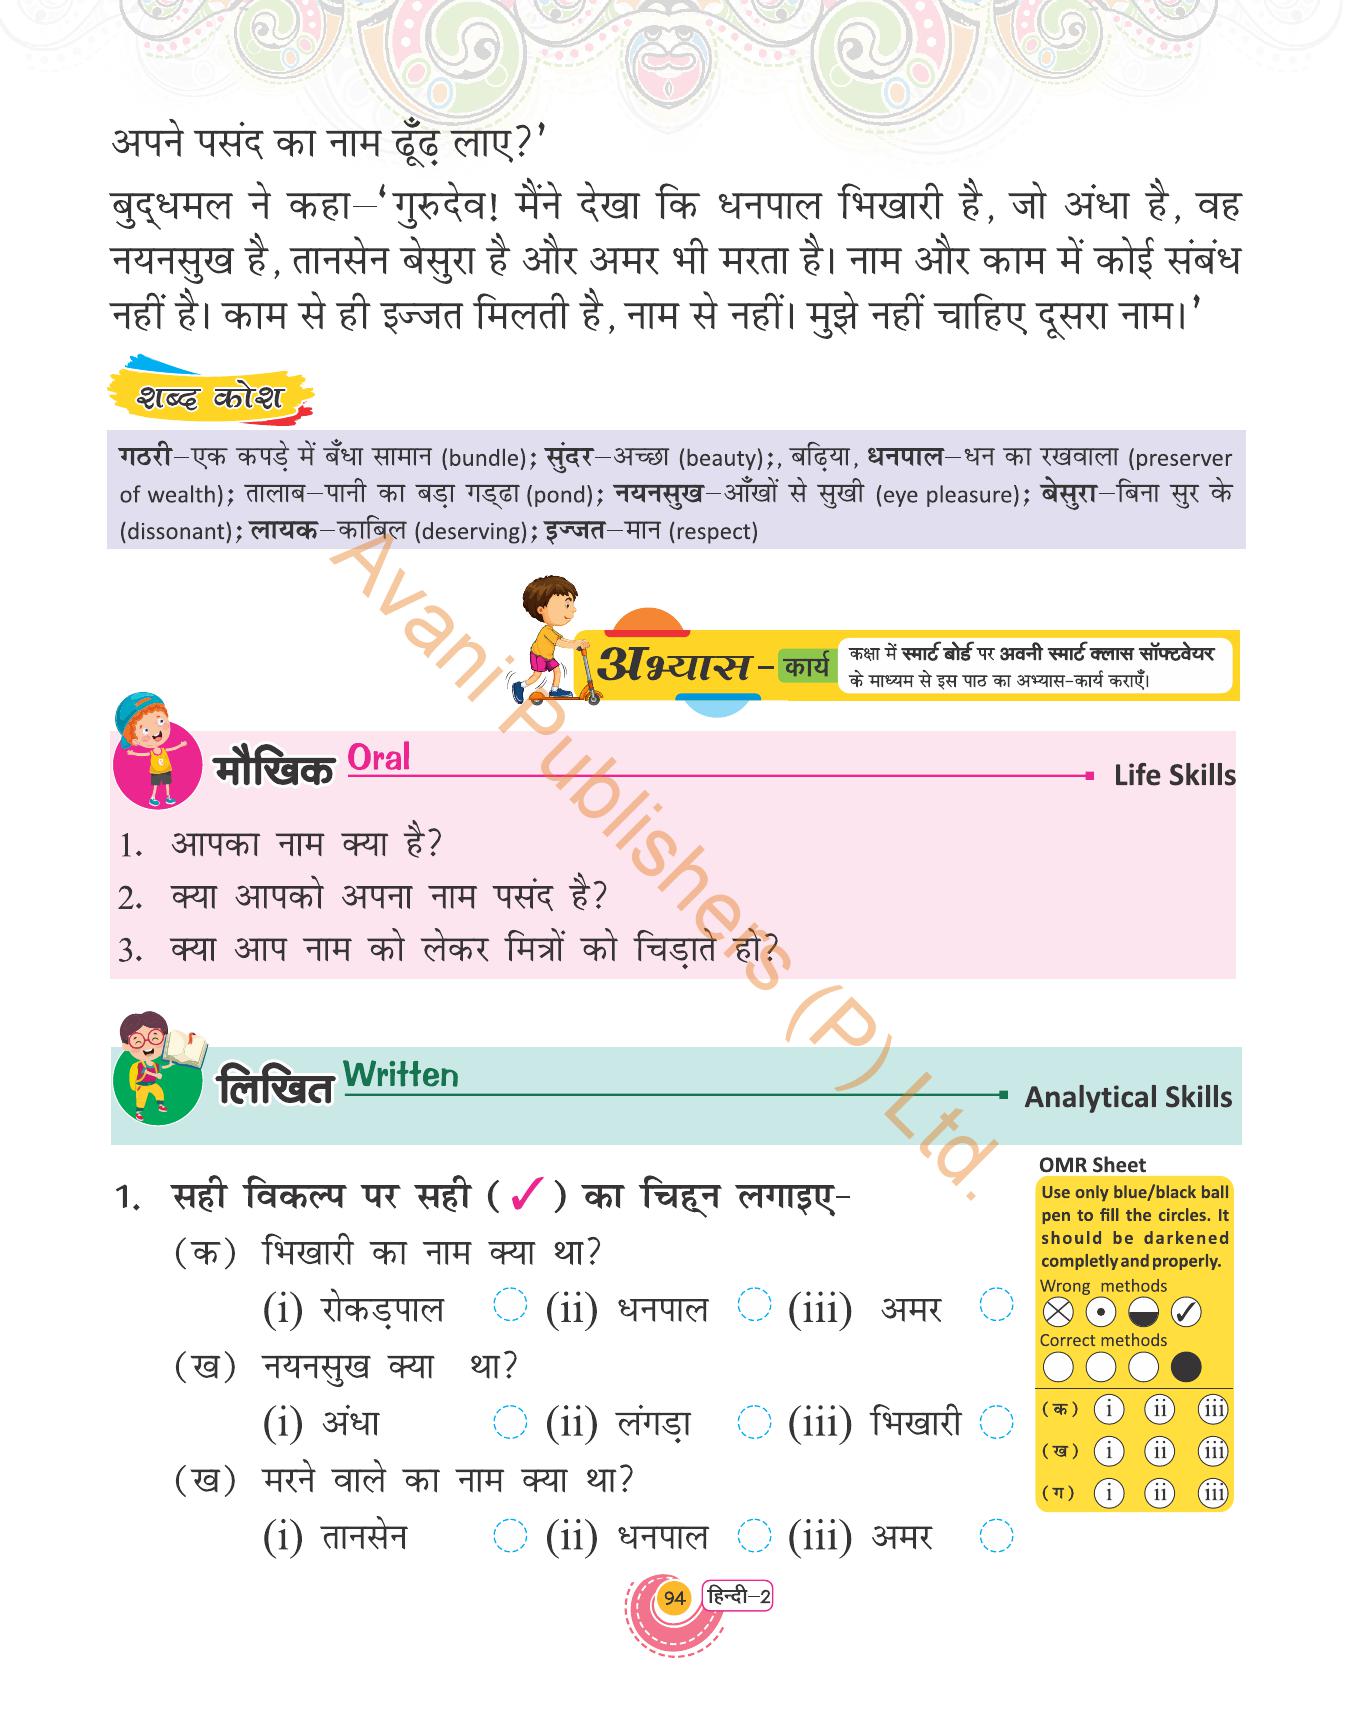 अपने पसंद का नाम ढूँढ़ लाए?’
बुद्धमल ने कहा–‘गुरुदेव! मैंने देखा कि धनपाल भिखारी है, जो अंधा है, वह
नयनसुख है, तानसेन बेसुरा है और अमर भी मरता है। नाम और काम में कोई संबंध
नहीं है। काम से ही इज्जत मिलती है, नाम से नहीं। मुझे नहीं चाहिए दूसरा नाम।’
शब्द कोश
गठरी–एक कपड़े में बँधा सामान (bundle); सुंदर–अच्छा (beauty);, बढ़िया, धनपाल–धन का रखवाला (preserver
of wealth); तालाब–पानी का बड़ा गड्ढा (pond); नयनसुख–आँखों से सुखी (eye pleasure); बेसुरा–बिना सुर के
(dissonant); लायक–काबिल (deserving); इज्जत–मान (respect)
अभ्यास - कार्य
कक्षा में स्मार्ट बोर्ड पर अवनी स्मार्ट क्लास सॉफ्टवेयर
के माध्यम से इस पाठ का अभ्यास-कार्य कराएँ।
मौखिक Oral Life Skills
1. आपका नाम क्या है?
2. क्या आपको अपना नाम पसंद है?
3. क्या आप नाम को लेकर मित्रों को चिड़ाते हो?
लिखित Written Analytical Skills
1. सही विकल्प पर सही (✓) का चिह्न लगाइए-
(क) भिखारी का नाम क्या था?
(i) रोकड़पाल (ii) धनपाल (iii) अमर
(ख) नयनसुख क्या था?
(i) अंधा (ii) लंगड़ा (iii) भिखारी
(ख) मरने वाले का नाम क्या था?
(i) तानसेन (ii) धनपाल (iii) अमर
OMR Sheet
Use only blue/black ball
pen to fill the circles. It
should be darkened
completly and properly.
Wrong methods
Correct methods
(क) i ii iii
(ख) i ii iii
(ग) i ii iii
94 हिन्दी–2
Avani Publishers (P) Ltd.